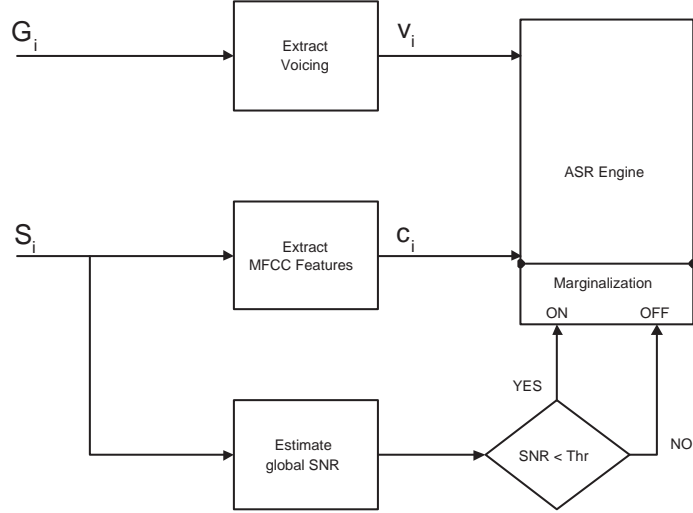 G_i
Extract
Voicing
v_i
ASR Engine
S_i
Extract
MFCC Features
c_i
Marginalization
ON
OFF
YES
NO
Estimate
global SNR
SNR < Thr